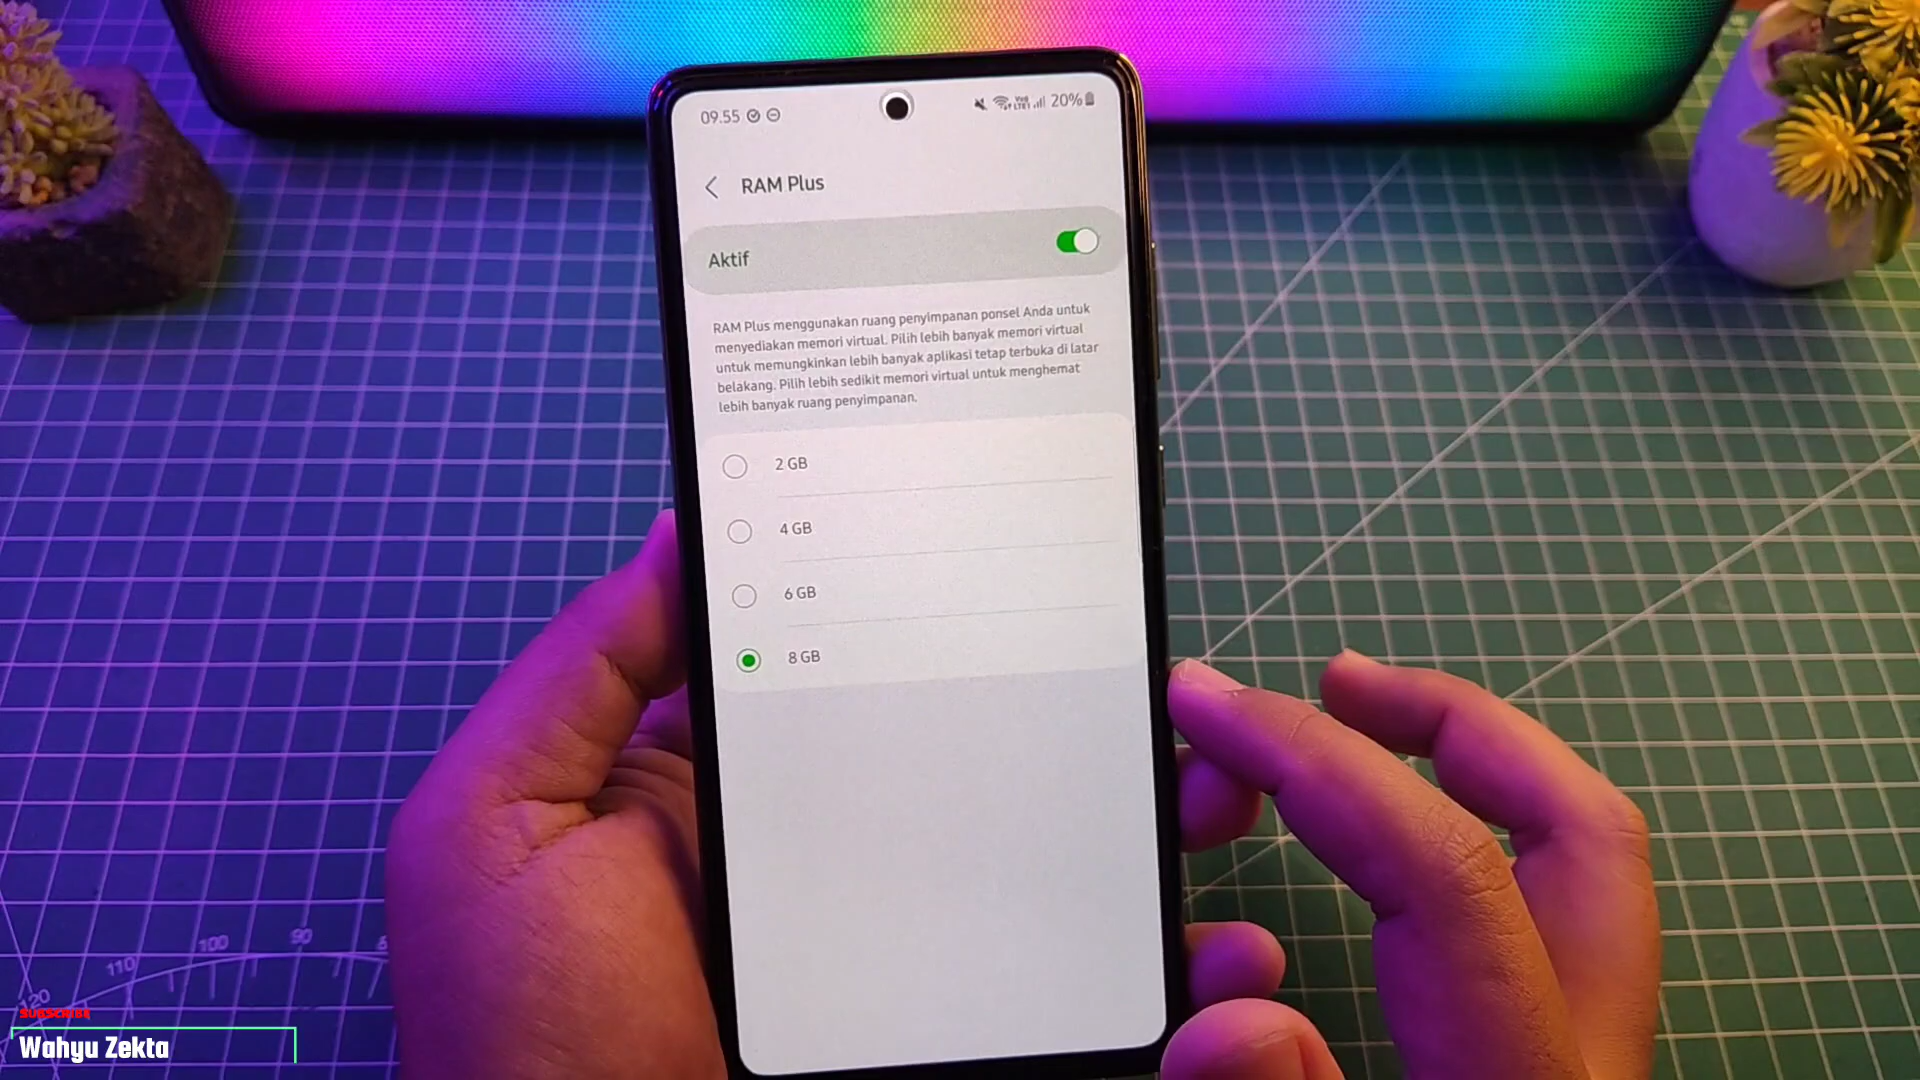 09.55
20%
RAM Plus
Aktif
RAM Plus menggunakan ruang penyimpanan ponsel Anda untuk
menyediakan memori virtual. Pilih lebih banyak memori virtual
untuk memungkinkan lebih banyak aplikasi tetap terbuka di latar
belakang. Pilih lebih sedikit memori virtual untuk menghemat
lebih banyak ruang penyimpanan.
2 GB
4 GB
6 GB
8 GB
120
110
100
90
SUBSCRIBE
Wahyu Zekta